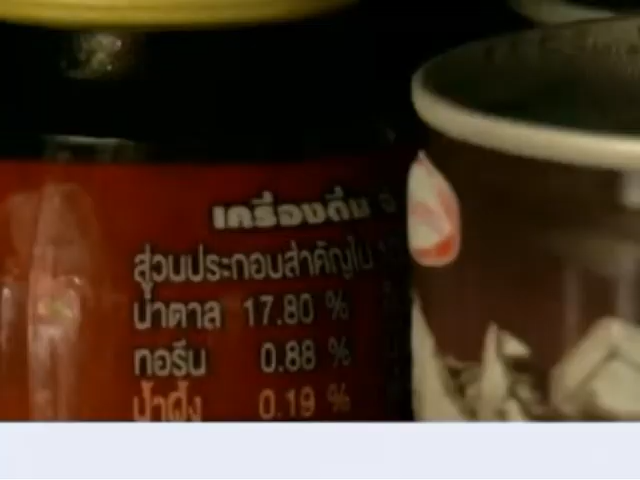 เครื่องดื่ม
ส่วนประกอบสำคัญใน
น้ำตาล 17.80 %
ทอรีน 0.88 %
น้ำผึ้ง 0.19 %